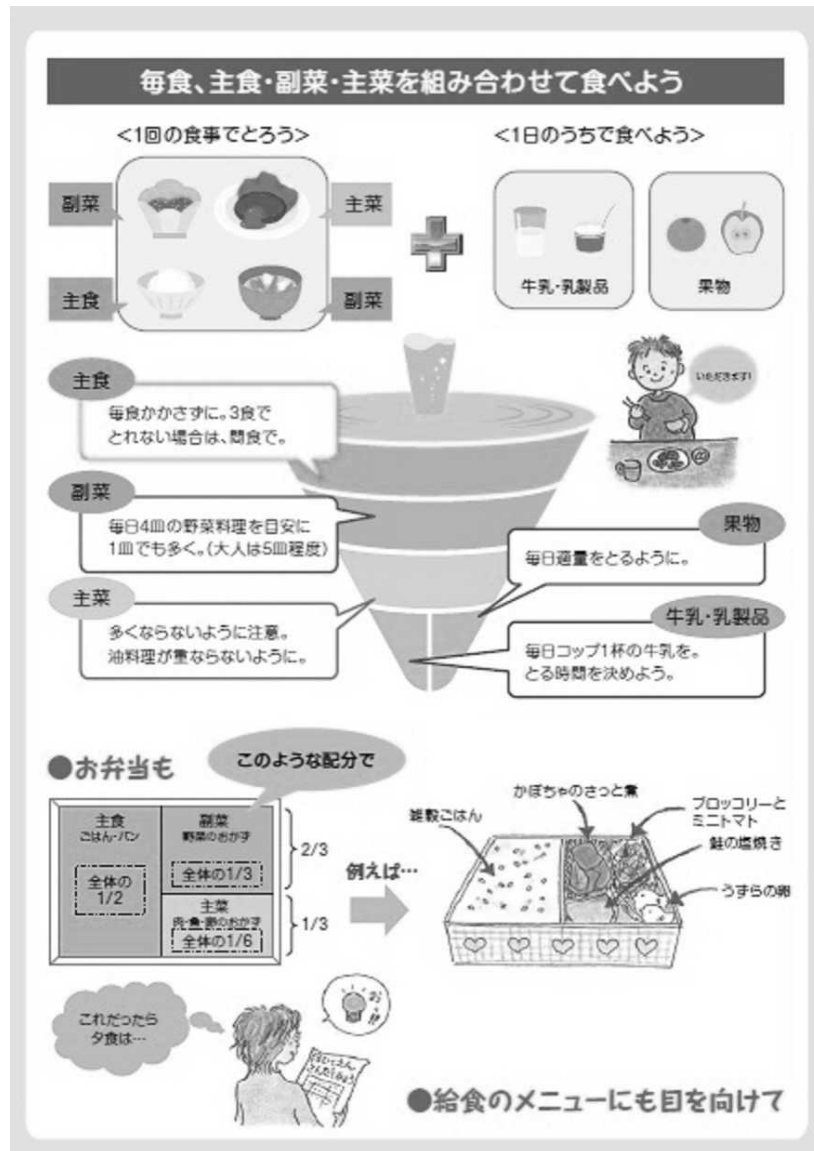 毎食、主食・副菜・主菜を組み合わせて食べよう
<1回の食事でとろう>
<1日のうちで食べよう>
副菜
主菜
主食
副菜
牛乳・乳製品
果物
主食
毎食かかさずに。3食で
とれない場合は、間食で。
いただきます!
副菜
毎日4皿の野菜料理を目安に
1皿でも多く。(大人は5皿程度)
果物
毎日適量をとるように。
主菜
多くならないように注意。
油料理が重ならないように。
牛乳・乳製品
毎日コップ1杯の牛乳を。
とる時間を決めよう。
●お弁当も
このような配分で
主食
ごはん・パン
全体の
1/2
副菜
野菜のおかず
全体の1/3
主菜
肉・魚・卵のおかず
全体の1/6
2/3
1/3
例えば…
雑穀ごはん
かぼちゃのさっと煮
ブロッコリーと
ミニトマト
鮭の塩焼き
うずらの卵
これだったら
夕食は…
お!!
●給食のメニューにも目を向けて